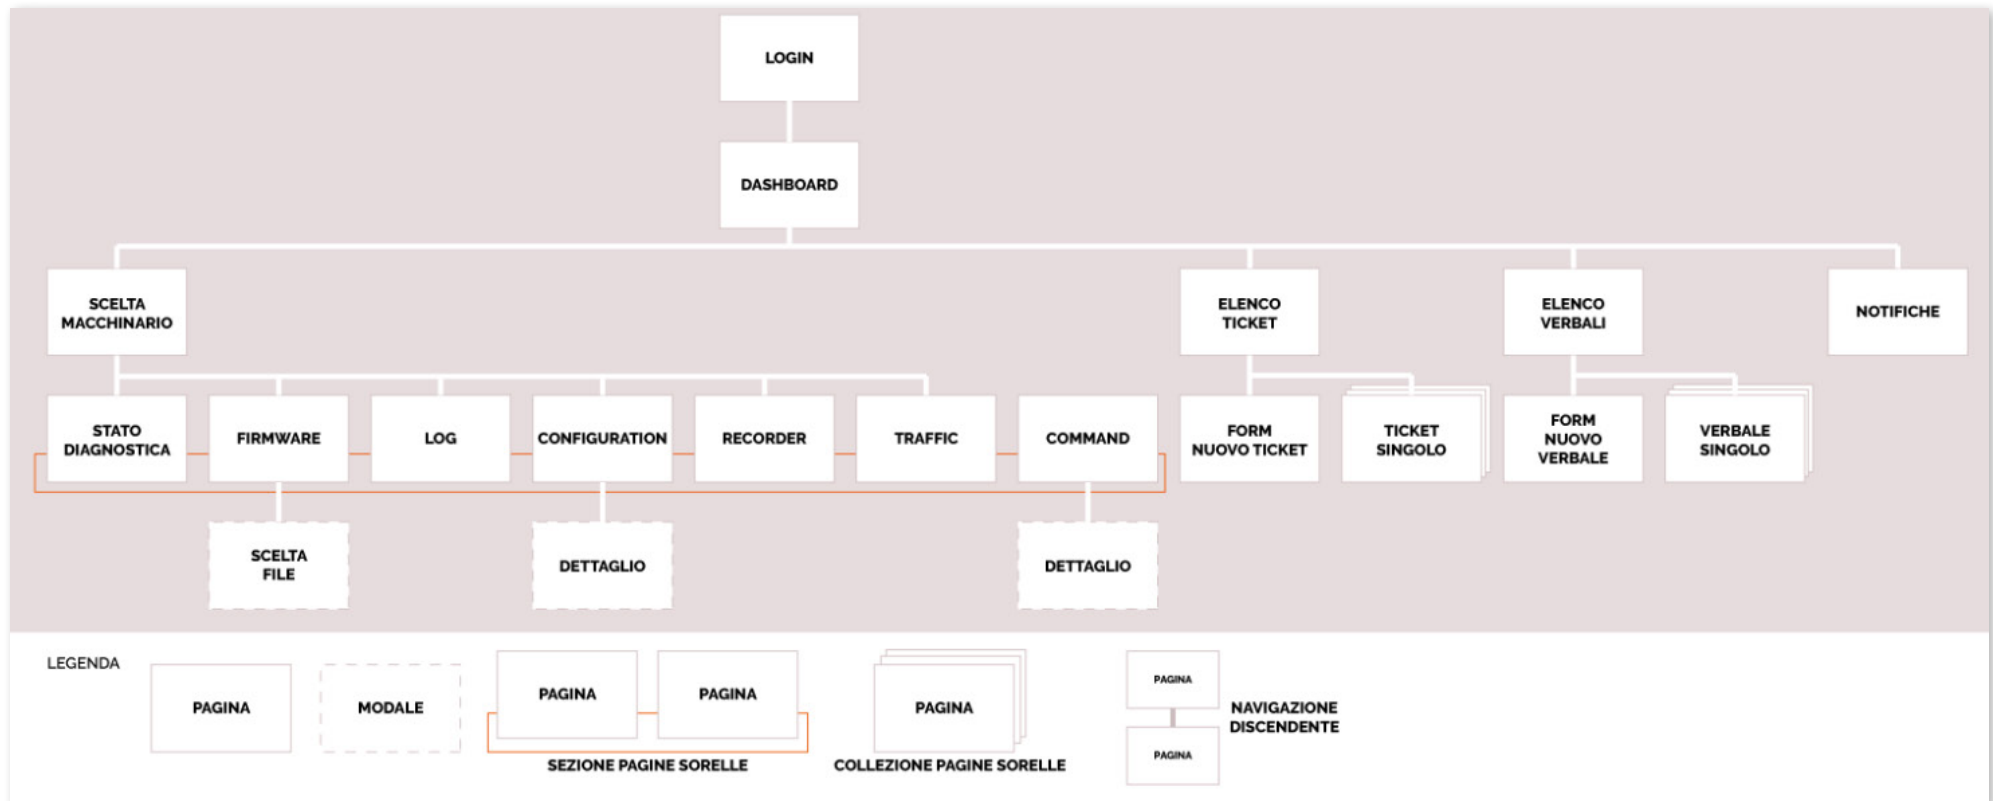 LOGIN
DASHBOARD
SCELTA
MACCHINARIO
ELENCO
TICKET
ELENCO
VERBALI
NOTIFICHE
STATO
DIAGNOSTICA
FIRMWARE
LOG
CONFIGURATION
RECORDER
TRAFFIC
COMMAND
FORM
NUOVO TICKET
TICKET
SINGOLO
FORM
NUOVO
VERBALE
VERBALE
SINGOLO
SCELTA
FILE
DETTAGLIO
DETTAGLIO
LEGENDA
PAGINA
MODALE
PAGINA
PAGINA
SEZIONE PAGINE SORELLE
PAGINA
COLLEZIONE PAGINE SORELLE
PAGINA
PAGINA
NAVIGAZIONE
DISCENDENTE